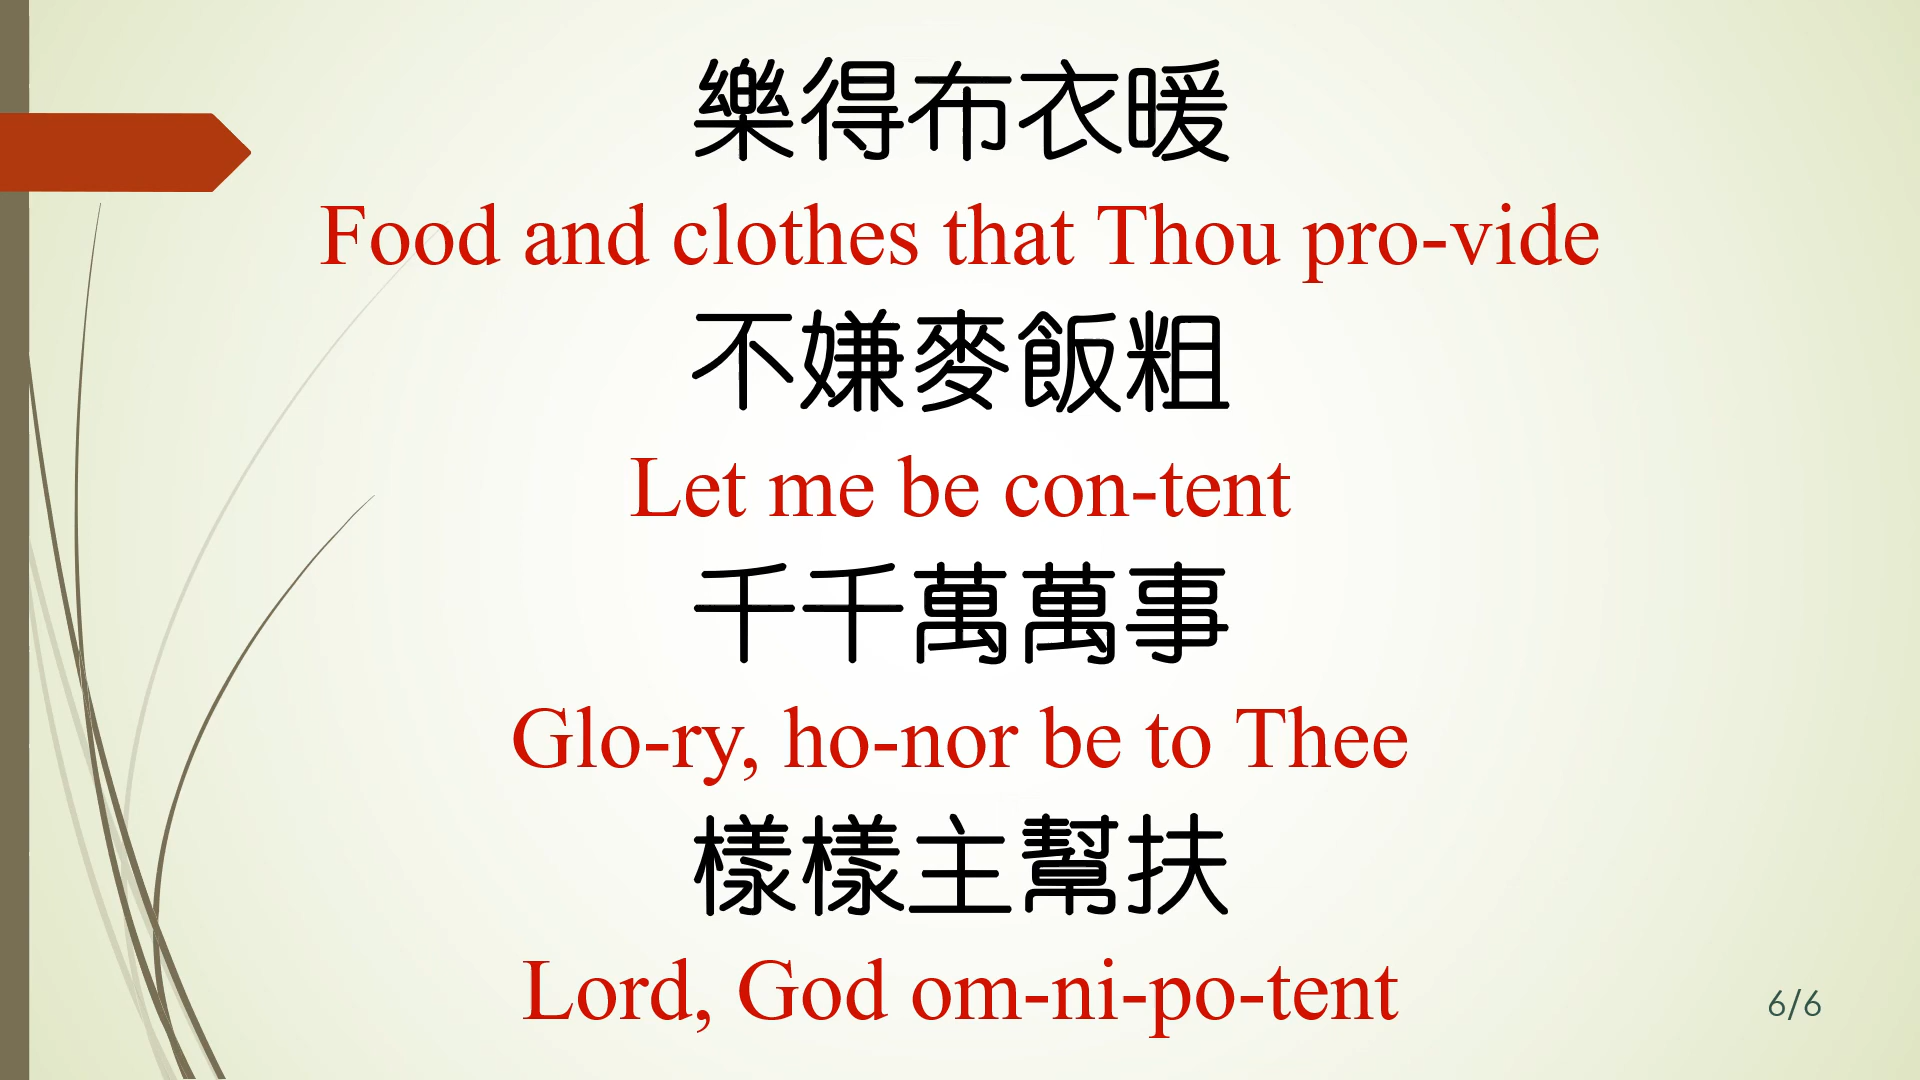 樂得布衣暖
Food and clothes that Thou pro-vide
不嫌麥飯粗
Let me be con-tent
千千萬萬事
Glo-ry, ho-nor be to Thee
樣樣主幫扶
Lord, God om-ni-po-tent
6/6